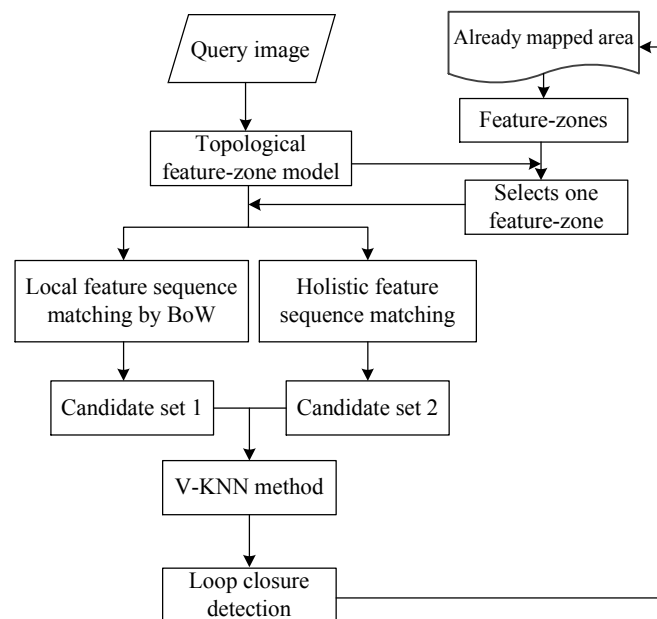 Query image
Already mapped area
Feature-zones
Topological
feature-zone model
Selects one
feature-zone
Local feature sequence
matching by BoW
Holistic feature
sequence matching
Candidate set 1
Candidate set 2
V-KNN method
Loop closure
detection